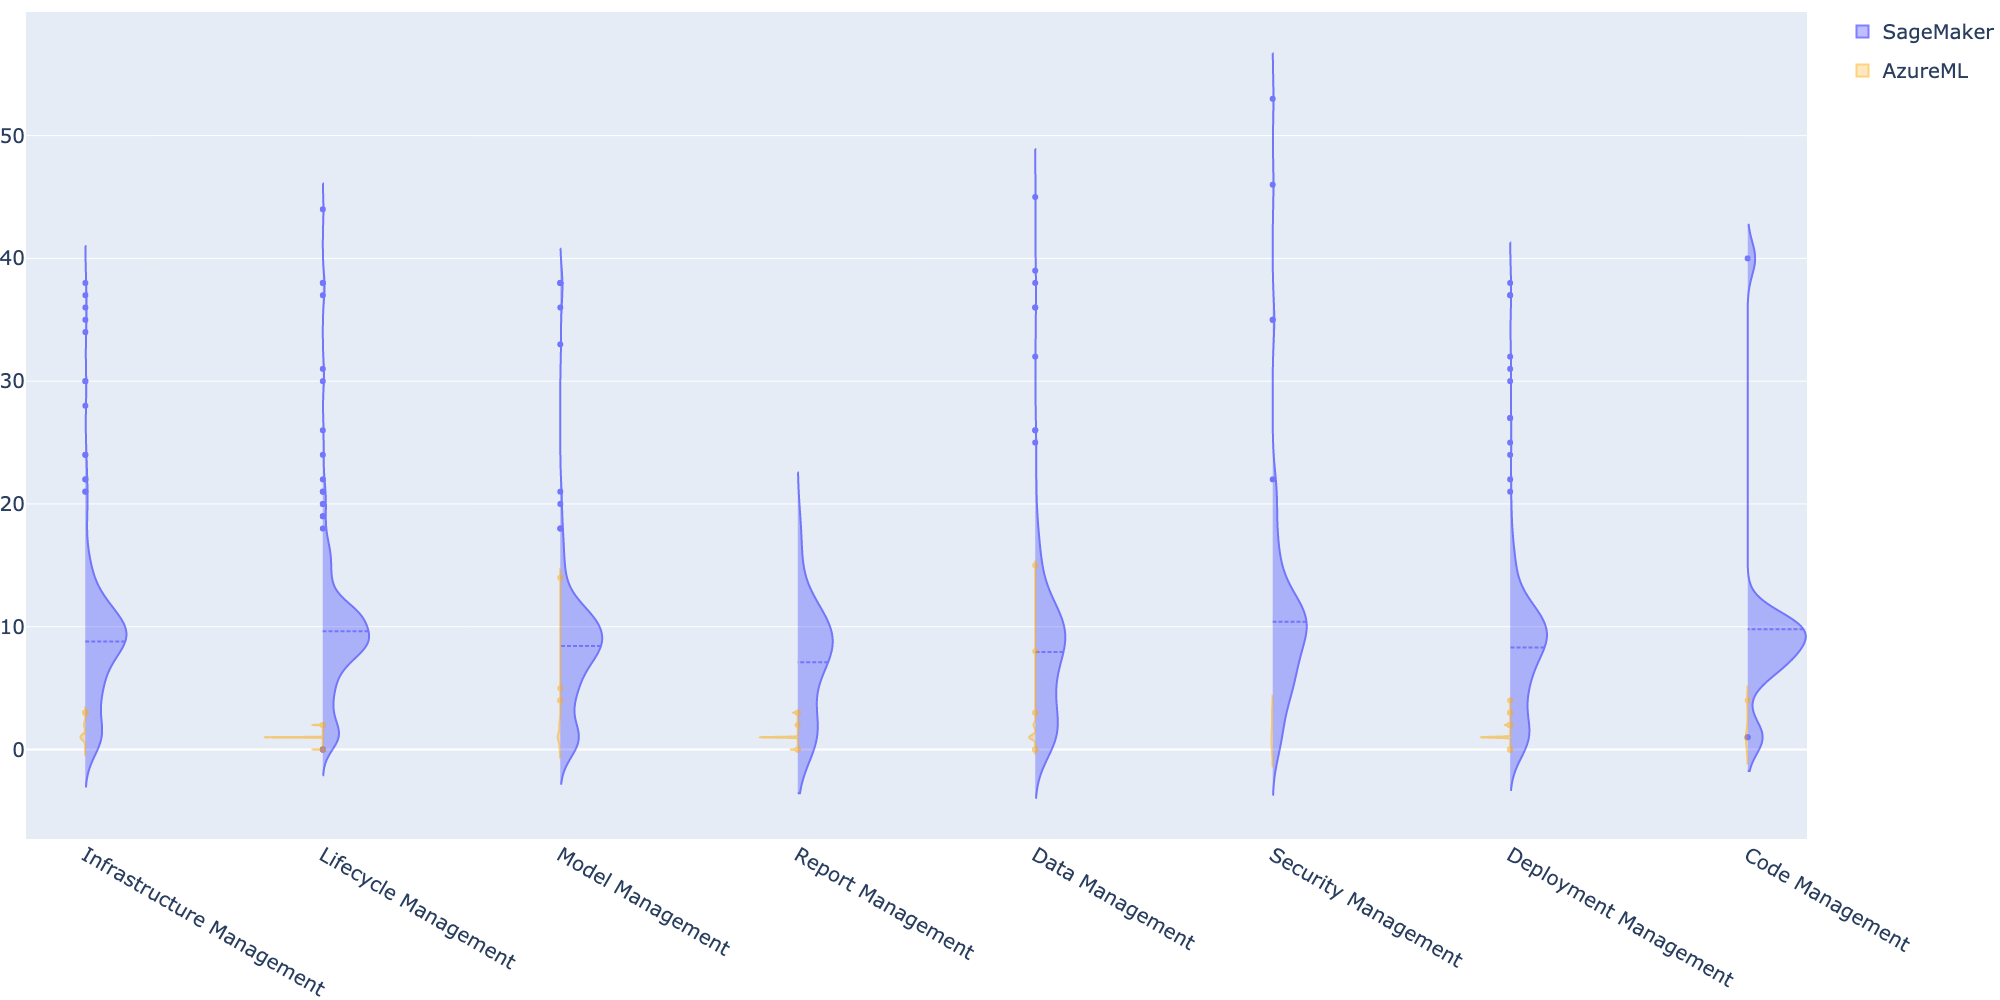 SageMaker
AzureML
50
40
30
20
10
0
Infrastructure Management
Lifecycle Management
Model Management
Report Management
Data Management
Security Management
Deployment Management
Code Management